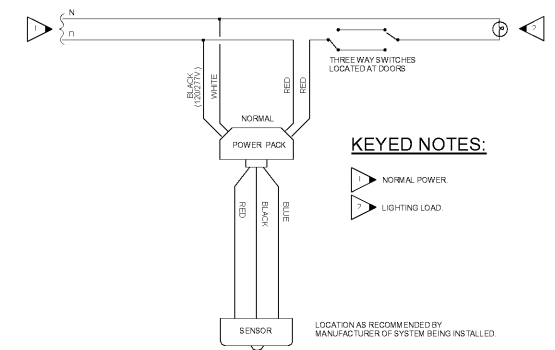 N
1
n
2
THREE WAY SWITCHES
LOCATED AT DOORS
BLACK
(120/277V.)
WHITE
RED
RED
NORMAL
POWER PACK
KEYED NOTES:
1 NORMAL POWER.
2 LIGHTING LOAD.
RED
BLACK
BLUE
SENSOR
LOCATION AS RECOMMENDED BY
MANUFACTURER OF SYSTEM BEING INSTALLED.